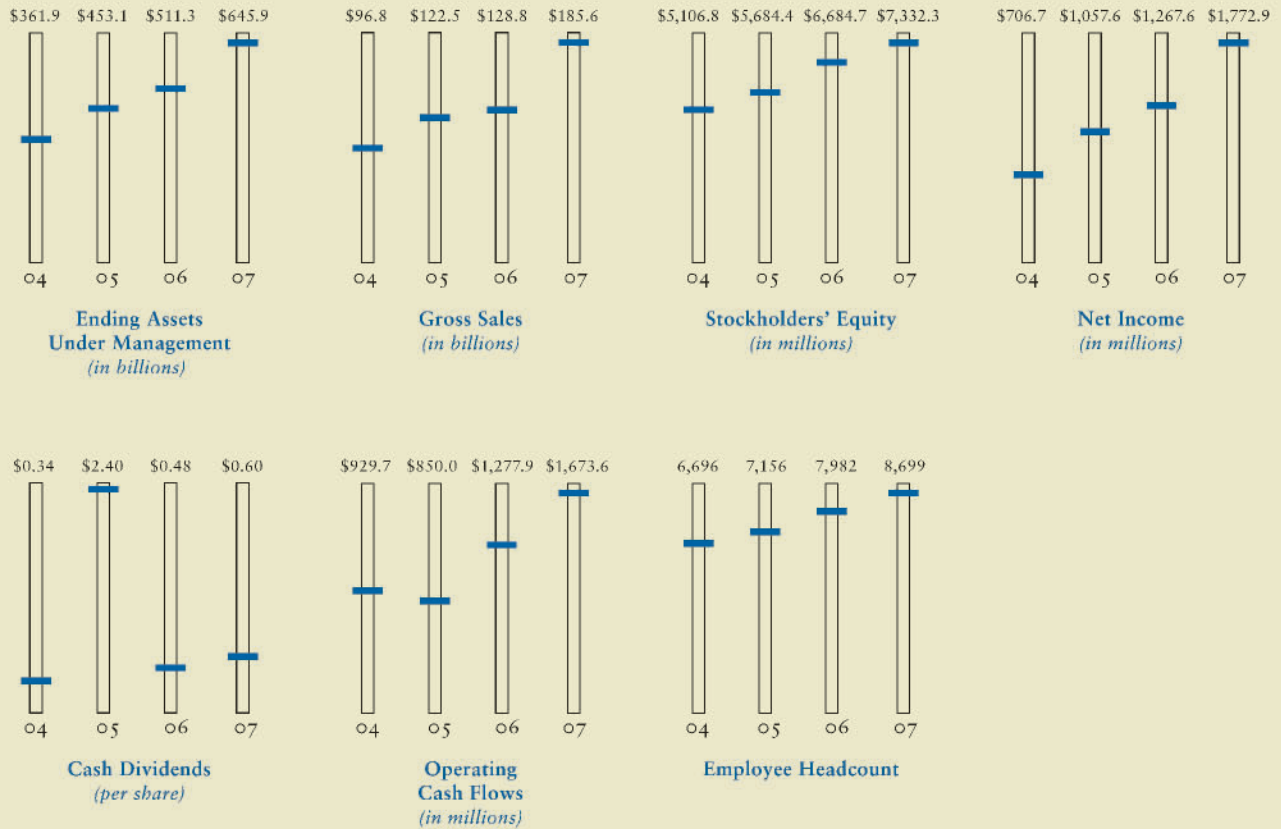 $361.9 $453.1 $511.3 $645.9
04 05 06 07
Ending Assets
Under Management
(in billions)
$96.8 $122.5 $128.8 $185.6
04 05 06 07
Gross Sales
(in billions)
$5,106.8 $5,684.4 $6,684.7 $7,332.3
04 05 06 07
Stockholders’ Equity
(in millions)
$706.7 $1,057.6 $1,267.6 $1,772.9
04 05 06 07
Net Income
(in millions)
$0.34 $2.40 $0.48 $0.60
04 05 06 07
Cash Dividends
(per share)
$929.7 $850.0 $1,277.9 $1,673.6
04 05 06 07
Operating
Cash Flows
(in millions)
6,696 7,156 7,982 8,699
04 05 06 07
Employee Headcount